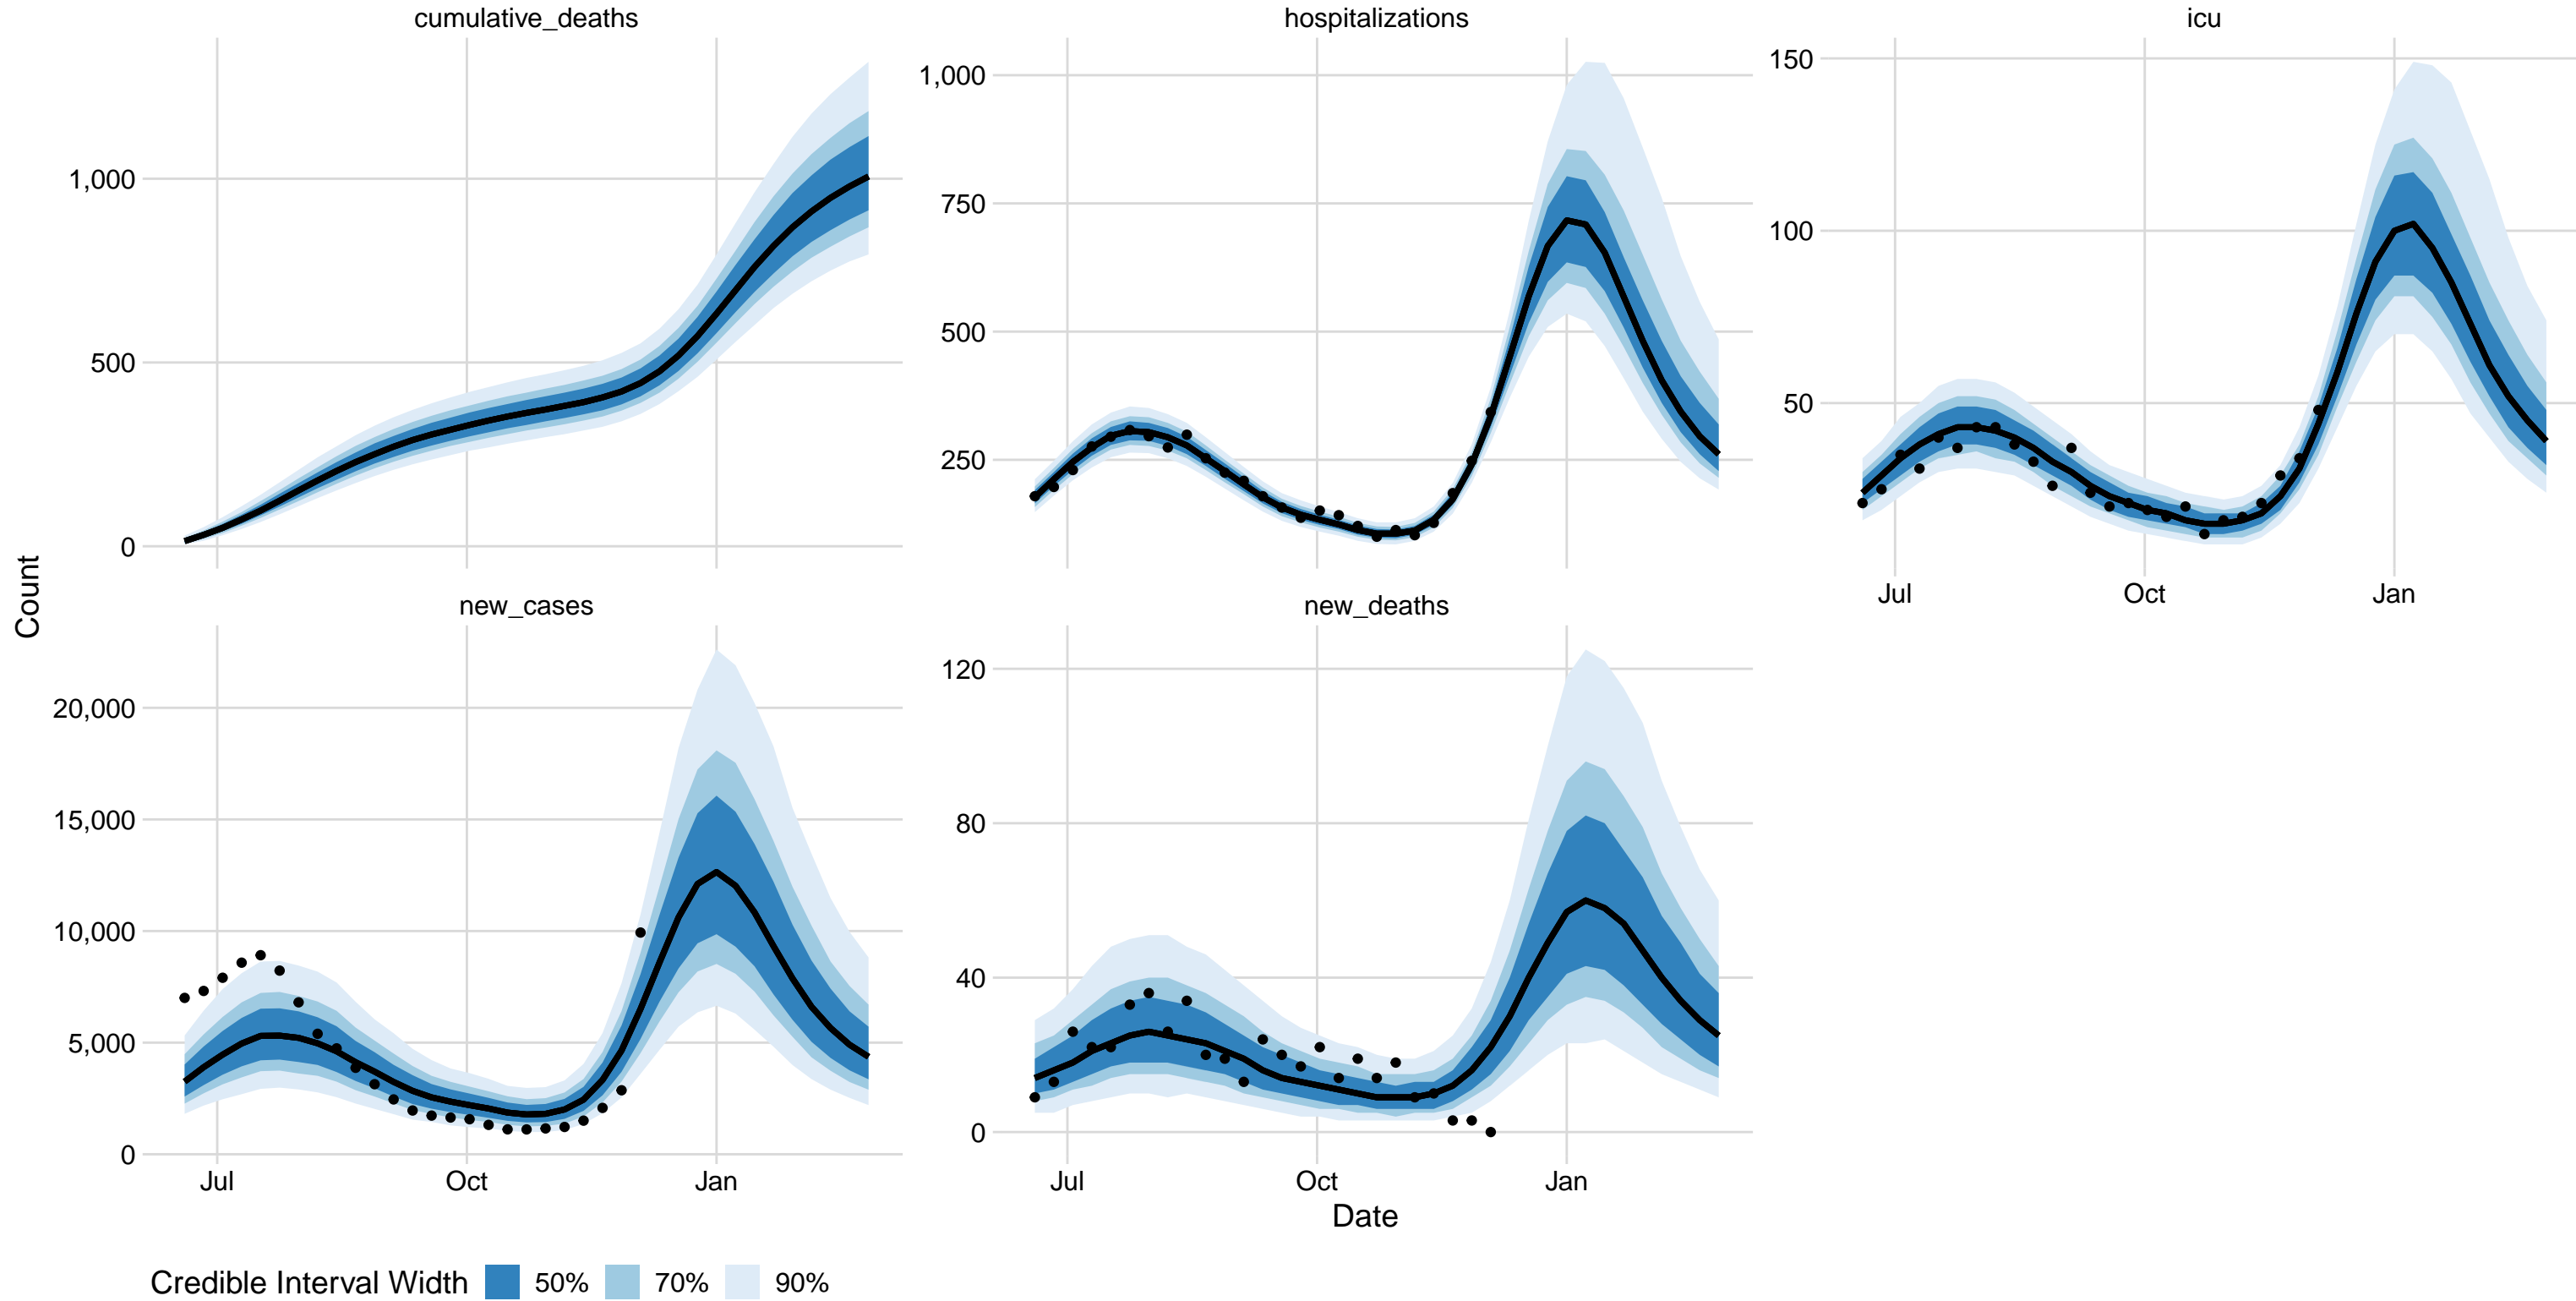 cumulative_deaths
hospitalizations
icu
1,000
500
0
1,000
750
500
250
150
100
50
Jul
Oct
Jan
Count
new_cases
new_deaths
20,000
15,000
10,000
5,000
0
120
80
40
0
Jul
Oct
Jan
Jul
Oct
Jan
Date
Credible Interval Width 50% 70% 90%